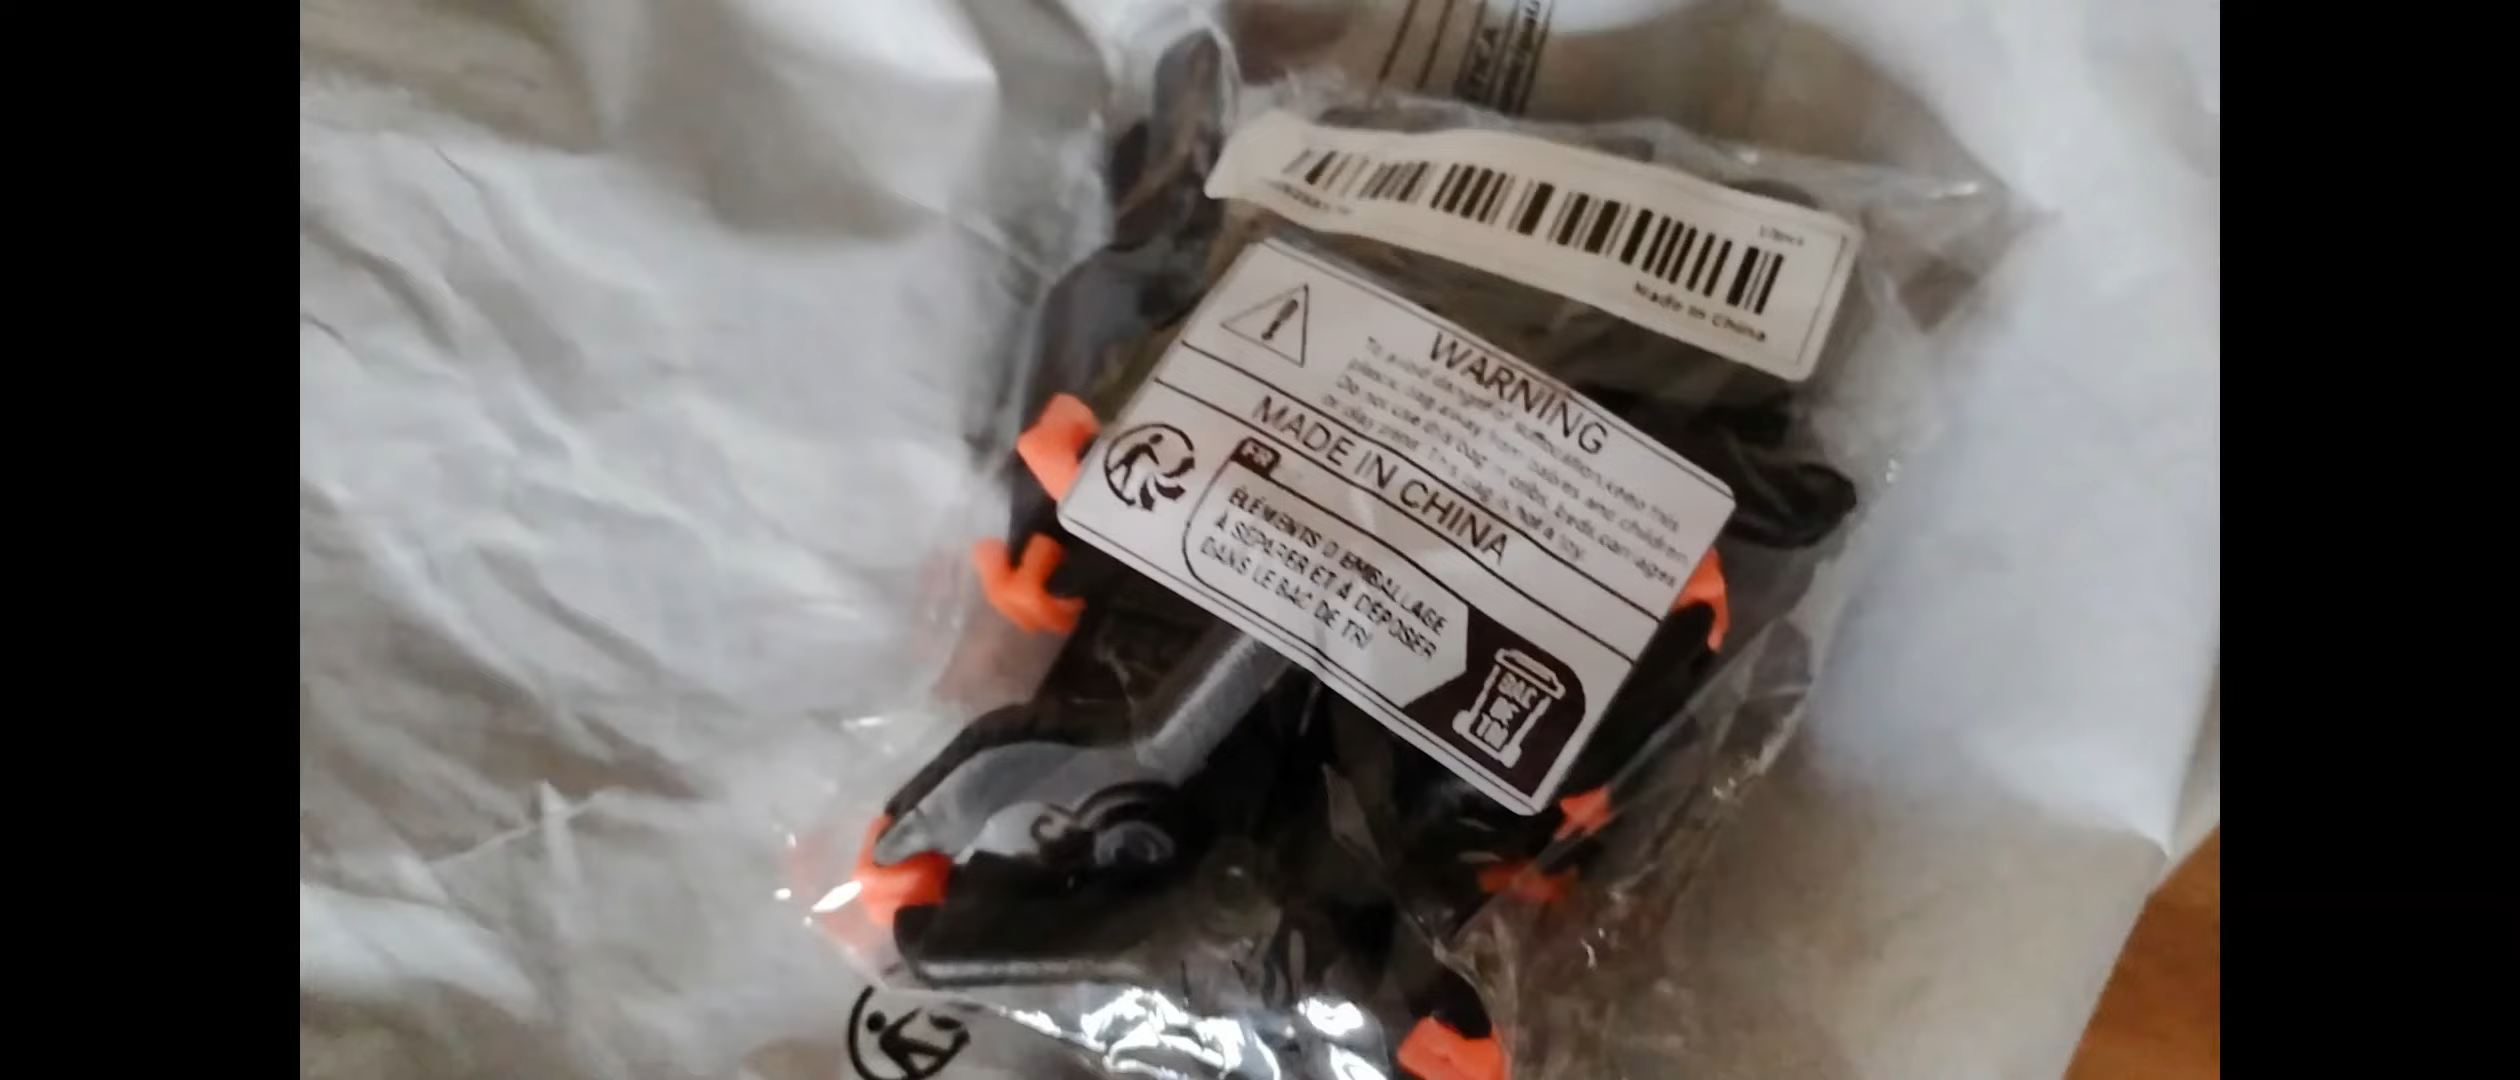 Made in China
WARNING
To avoid danger of suffocation, keep this
plastic bag away from babies and children.
Do not use this bag in cribs, beds, carriages
or play pens. This bag is not a toy.
MADE IN CHINA
FR
ÉLÉMENTS D'EMBALLAGE
À SÉPARER ET À DÉPOSER
DANS LE BAC DE TRI
BAC
DE
TRI